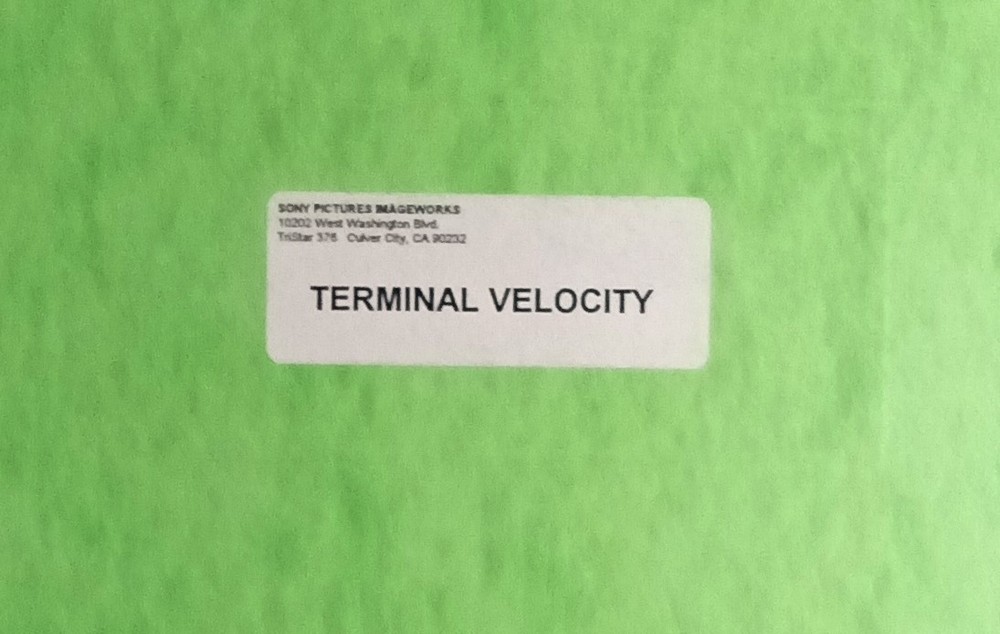 SONY PICTURES IMAGEWORKS
10202 West Washington Blvd.
TriStar 376 Culver City, CA 90232
TERMINAL VELOCITY